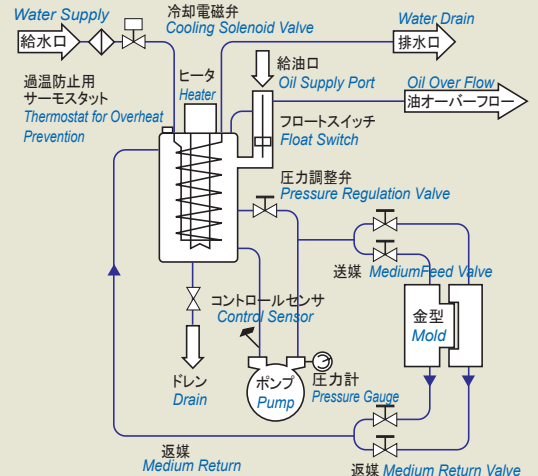 Water Supply
給水口
冷却電磁弁
Cooling Solenoid Valve
Water Drain
排水口
過温防止用
サーモスタット
Thermostat for Overheat
Prevention
ヒータ
Heater
給油口
Oil Supply Port
Oil Over Flow
油オーバーフロー
フロートスイッチ
Float Switch
圧力調整弁
Pressure Regulation Valve
送媒 MediumFeed Valve
コントロールセンサ
Control Sensor
金型
Mold
ドレン
Drain
ポンプ
Pump
圧力計
Pressure Gauge
返媒
Medium Return
返媒 Medium Return Valve